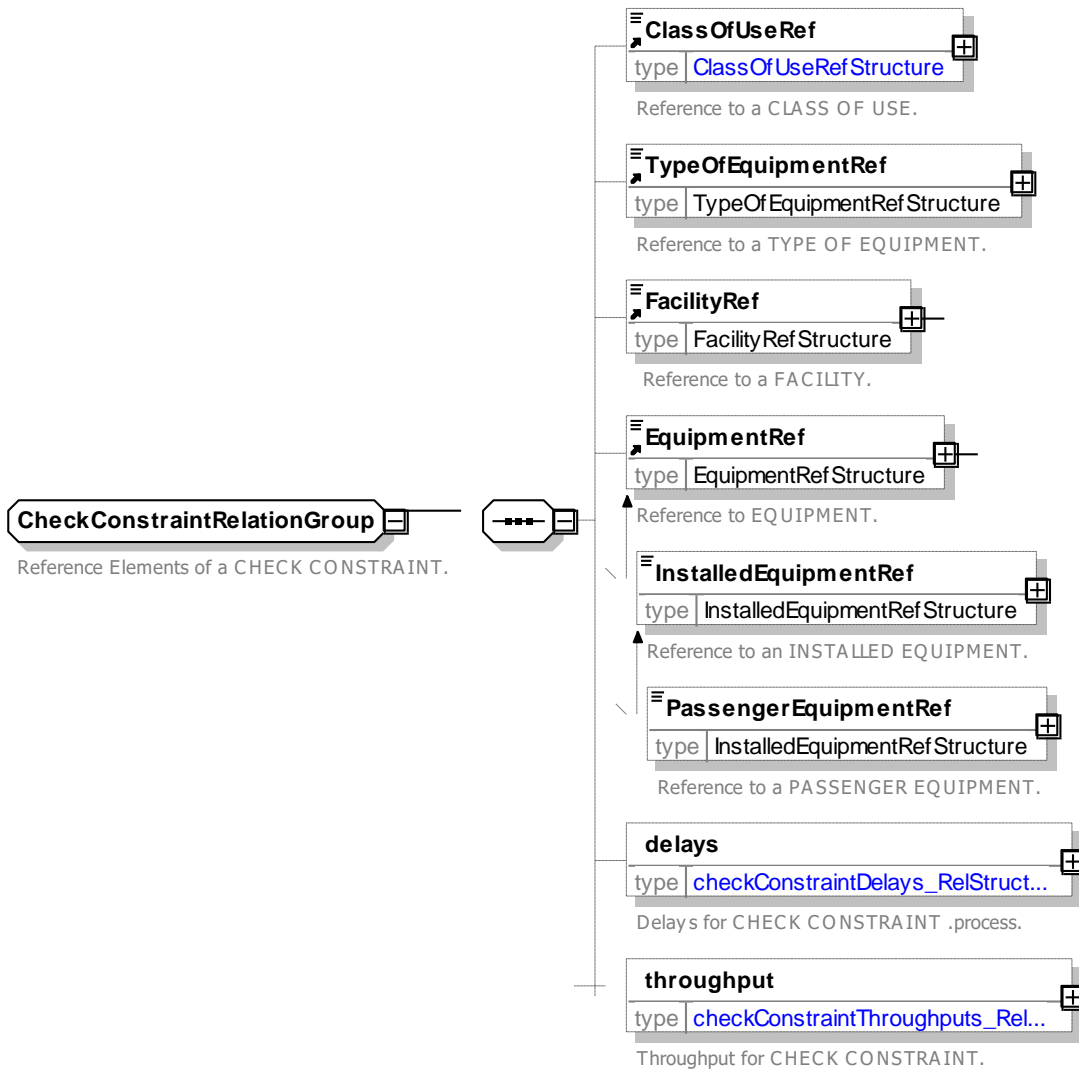 ClassOfUseRef
type ClassOfUseRefStructure
Reference to a CLASS OF USE.
TypeOfEquipmentRef
type TypeOfEquipmentRefStructure
Reference to a TYPE OF EQUIPMENT.
FacilityRef
type FacilityRefStructure
Reference to a FACILITY.
EquipmentRef
type EquipmentRefStructure
Reference to EQUIPMENT.
CheckConstraintRelationGroup
Reference Elements of a CHECK CONSTRAINT.
InstalledEquipmentRef
type InstalledEquipmentRefStructure
Reference to an INSTALLED EQUIPMENT.
PassengerEquipmentRef
type InstalledEquipmentRefStructure
Reference to a PASSENGER EQUIPMENT.
delays
type checkConstraintDelays_RelStruct...
Delays for CHECK CONSTRAINT .process.
throughput
type checkConstraintThroughputs_Rel...
Throughput for CHECK CONSTRAINT.